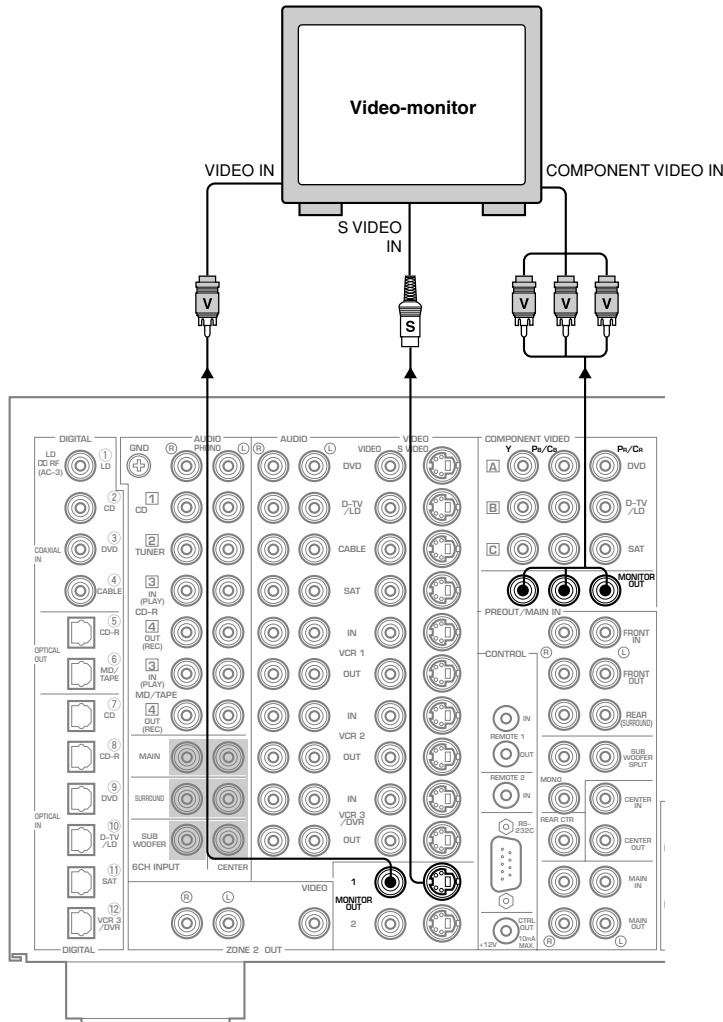 Video-monitor
VIDEO IN
COMPONENT VIDEO IN
S VIDEO
IN
V
S
V V V
DIGITAL
LD
DD RF
(AC-3)
① LD
② CD
COAXIAL
IN
③ DVD
④ CABLE
OPTICAL
OUT
⑤ CD-R
⑥ MD/
TAPE
⑦ CD
⑧ CD-R
OPTICAL
IN
⑨ DVD
⑩ D-TV
/LD
⑪ SAT
⑫ VCR 3
/DVR
DIGITAL
GND
AUDIO
R PHONO L
1
CD
2
TUNER
3
IN
(PLAY)
CD-R
4
OUT
(REC)
3
IN
(PLAY)
MD/TAPE
4
OUT
(REC)
MAIN
SURROUND
SUB
WOOFER
6CH INPUT CENTER
AUDIO
R L
VIDEO
VIDEO S VIDEO
DVD
D-TV
/LD
CABLE
SAT
IN
VCR 1
OUT
IN
VCR 2
OUT
IN
VCR 3
/DVR
OUT
1
MONITOR
OUT
2
R L VIDEO
ZONE 2 OUT
COMPONENT VIDEO
Y PB/CB PR/CR
A DVD
B D-TV
/LD
C SAT
MONITOR
OUT
PREOUT/MAIN IN
FRONT
IN
R L
FRONT
OUT
REAR
(SURROUND)
SUB
WOOFER
SPLIT
MONO
CENTER
IN
REAR CTR
CENTER
OUT
MAIN
IN
MAIN
OUT
R L
CONTROL
IN
REMOTE 1
OUT
REMOTE 2
IN
RS-
232C
CTRL
OUT
+12V 10mA
MAX.